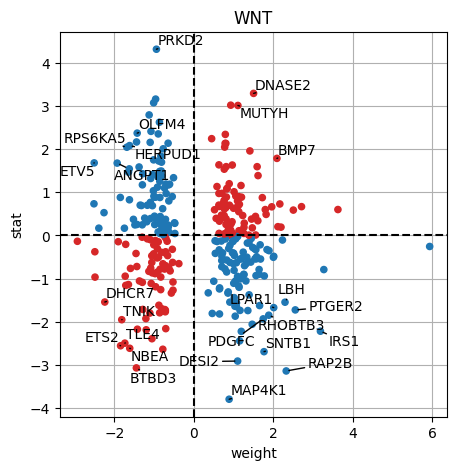 WNT
PRKD2
4
DNASE2
3
OLFM4
MUTYH
RPS6KA5
2
HERPUD1
BMP7
ETV5
ANGPT1
1
stat
0
−1
DHCR7
LPAR1
LBH
TNIK
PTGER2
−2
ETS2
TLE4
PDGFC
RHOBTB3
IRS1
NBEA
DESI2
SNTB1
−3
BTBD3
RAP2B
MAP4K1
−4
−2 0 2 4 6
weight